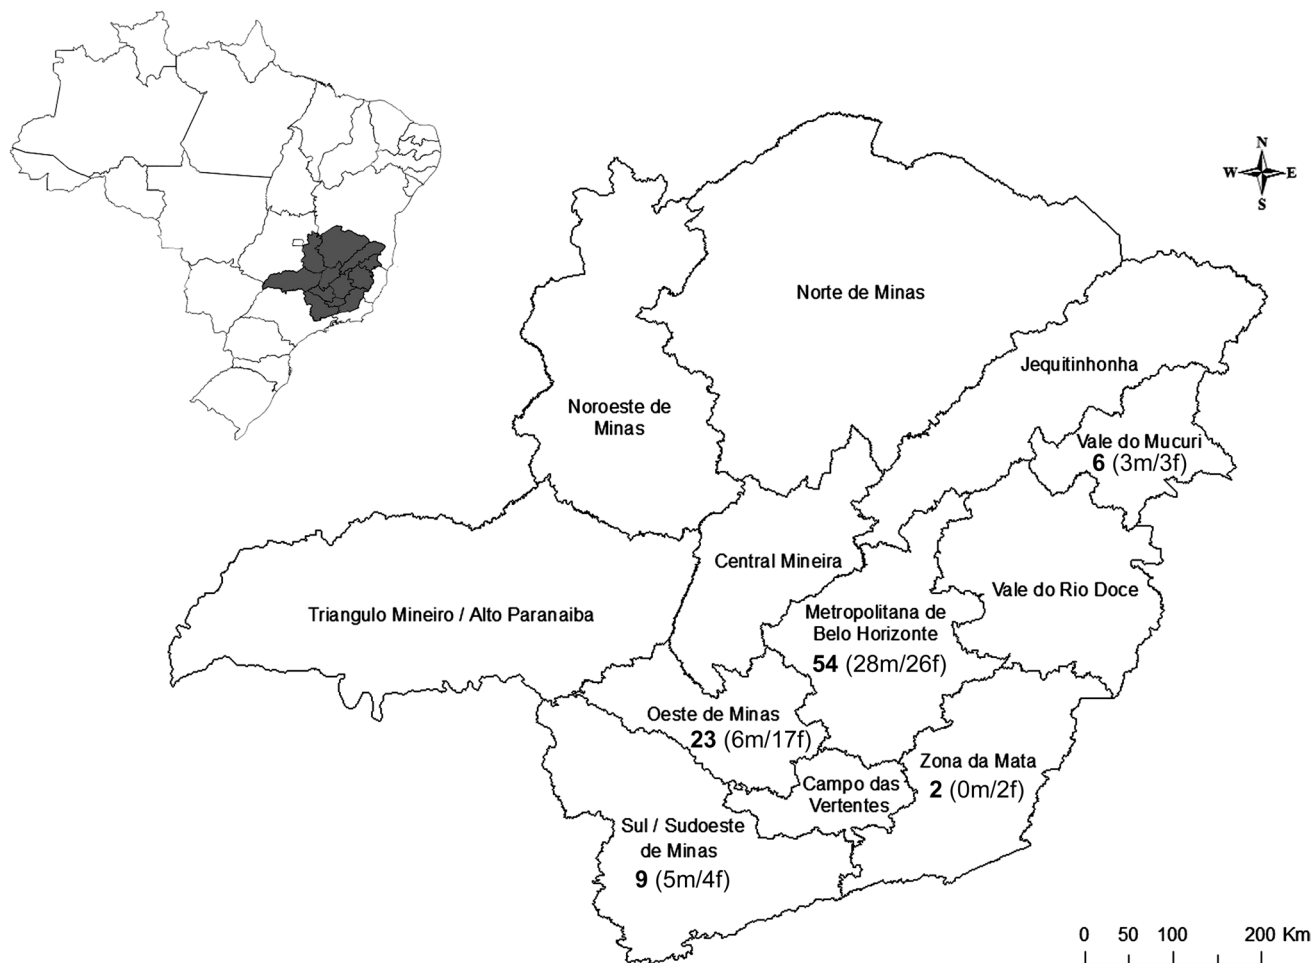 N
W E
S
Norte de Minas
Jequitinhonha
Noroeste de
Minas
Vale do Mucuri
6 (3m/3f)
Central Mineira
Vale do Rio Doce
Triangulo Mineiro / Alto Paranaiba
Metropolitana de
Belo Horizonte
54 (28m/26f)
Oeste de Minas
23 (6m/17f)
Zona da Mata
2 (0m/2f)
Campo das
Vertentes
Sul / Sudoeste
de Minas
9 (5m/4f)
0 50 100 200 Km